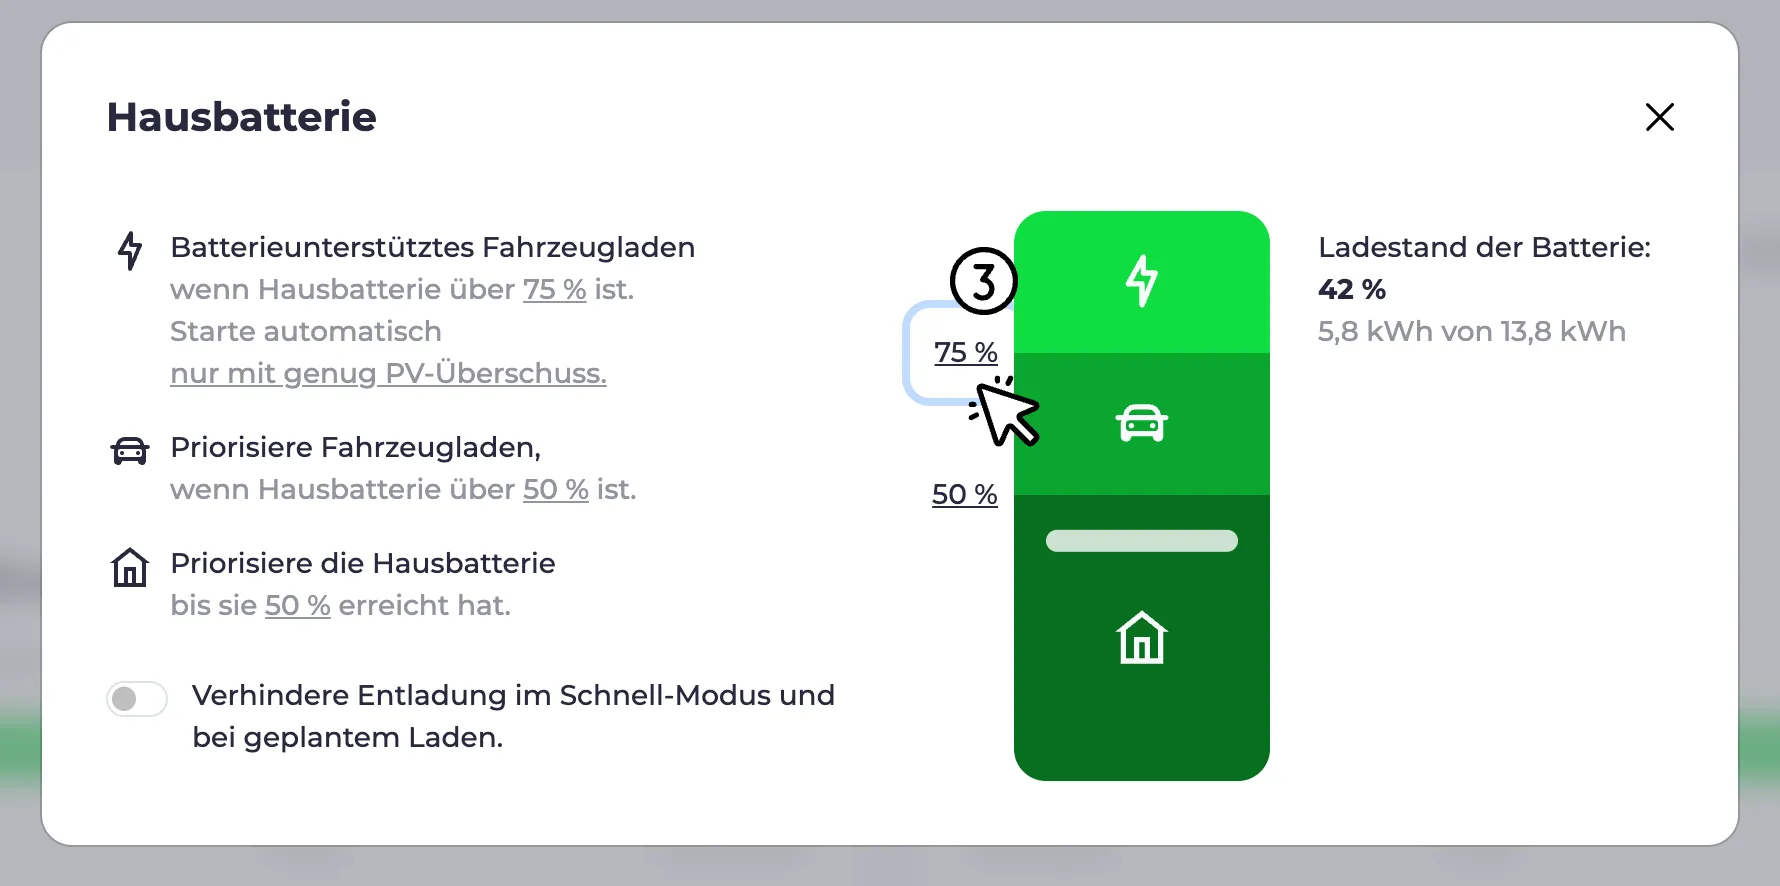 Hausbatterie
Batterieunterstütztes Fahrzeugladen
wenn Hausbatterie über 75 % ist.
Starte automatisch
nur mit genug PV-Überschuss.
Priorisiere Fahrzeugladen,
wenn Hausbatterie über 50 % ist.
Priorisiere die Hausbatterie
bis sie 50 % erreicht hat.
Verhindere Entladung im Schnell-Modus und
bei geplantem Laden.
3
75 %
50 %
Ladestand der Batterie:
42 %
5,8 kWh von 13,8 kWh